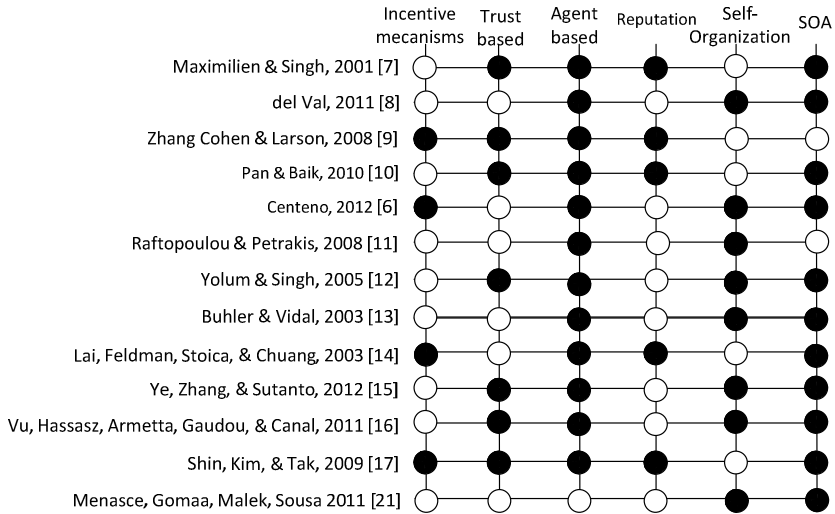 Incentive mecanisms
Trust based
Agent based
Reputation
Self-Organization
SOA
Maximilien & Singh, 2001 [7]
del Val, 2011 [8]
Zhang Cohen & Larson, 2008 [9]
Pan & Baik, 2010 [10]
Centeno, 2012 [6]
Raftopoulou & Petrakis, 2008 [11]
Yolum & Singh, 2005 [12]
Buhler & Vidal, 2003 [13]
Lai, Feldman, Stoica, & Chuang, 2003 [14]
Ye, Zhang, & Sutanto, 2012 [15]
Vu, Hassasz, Armetta, Gaudou, & Canal, 2011 [16]
Shin, Kim, & Tak, 2009 [17]
Menasce, Gomaa, Malek, Sousa 2011 [21]